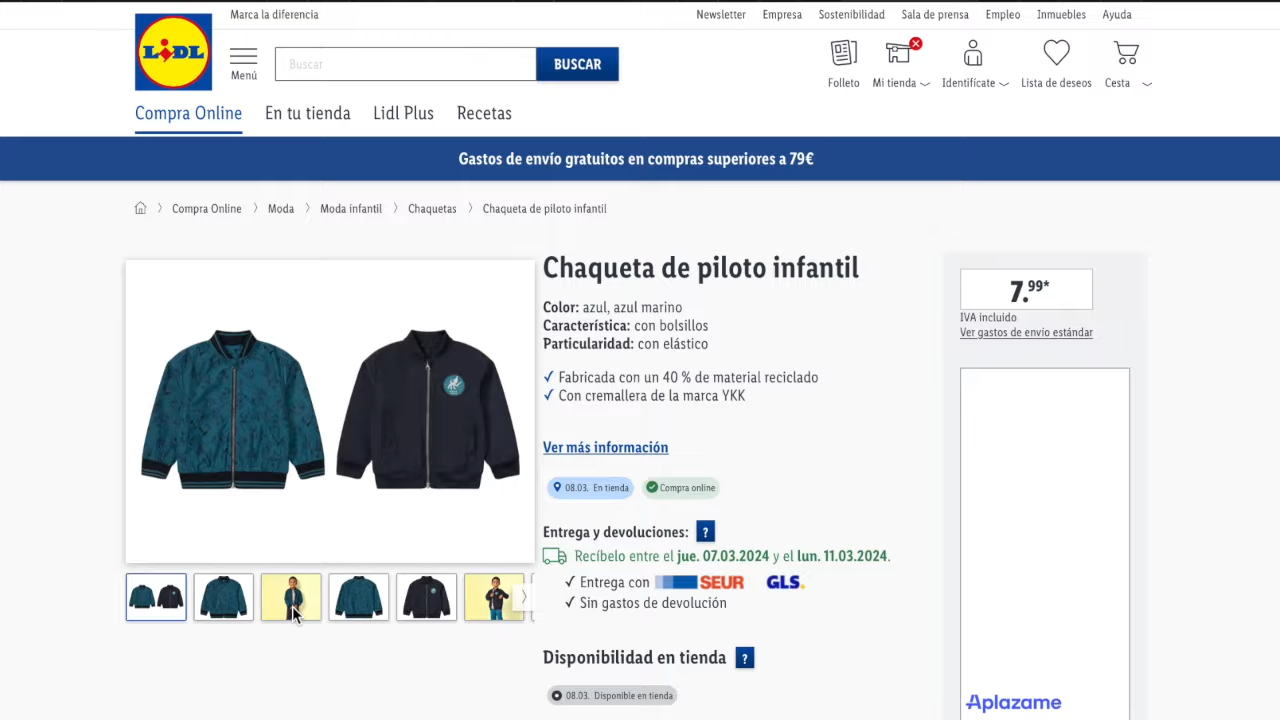 Marca la diferencia
Newsletter Empresa Sostenibilidad Sala de prensa Empleo Inmuebles Ayuda
LIDL
Menú
Buscar
BUSCAR
Folleto Mi tienda Identifícate Lista de deseos Cesta
Compra Online En tu tienda Lidl Plus Recetas
Gastos de envío gratuitos en compras superiores a 79€
Compra Online Moda Moda infantil Chaquetas Chaqueta de piloto infantil
Chaqueta de piloto infantil
Color: azul, azul marino
Característica: con bolsillos
Particularidad: con elástico
✓ Fabricada con un 40 % de material reciclado
✓ Con cremallera de la marca YKK
Ver más información
08.03. En tienda Compra online
Entrega y devoluciones: ?
Recíbelo entre el jue. 07.03.2024 y el lun. 11.03.2024.
✓ Entrega con SEUR GLS.
✓ Sin gastos de devolución
Disponibilidad en tienda ?
08.03. Disponible en tienda
7.99*
IVA incluido
Ver gastos de envío estándar
Aplazame